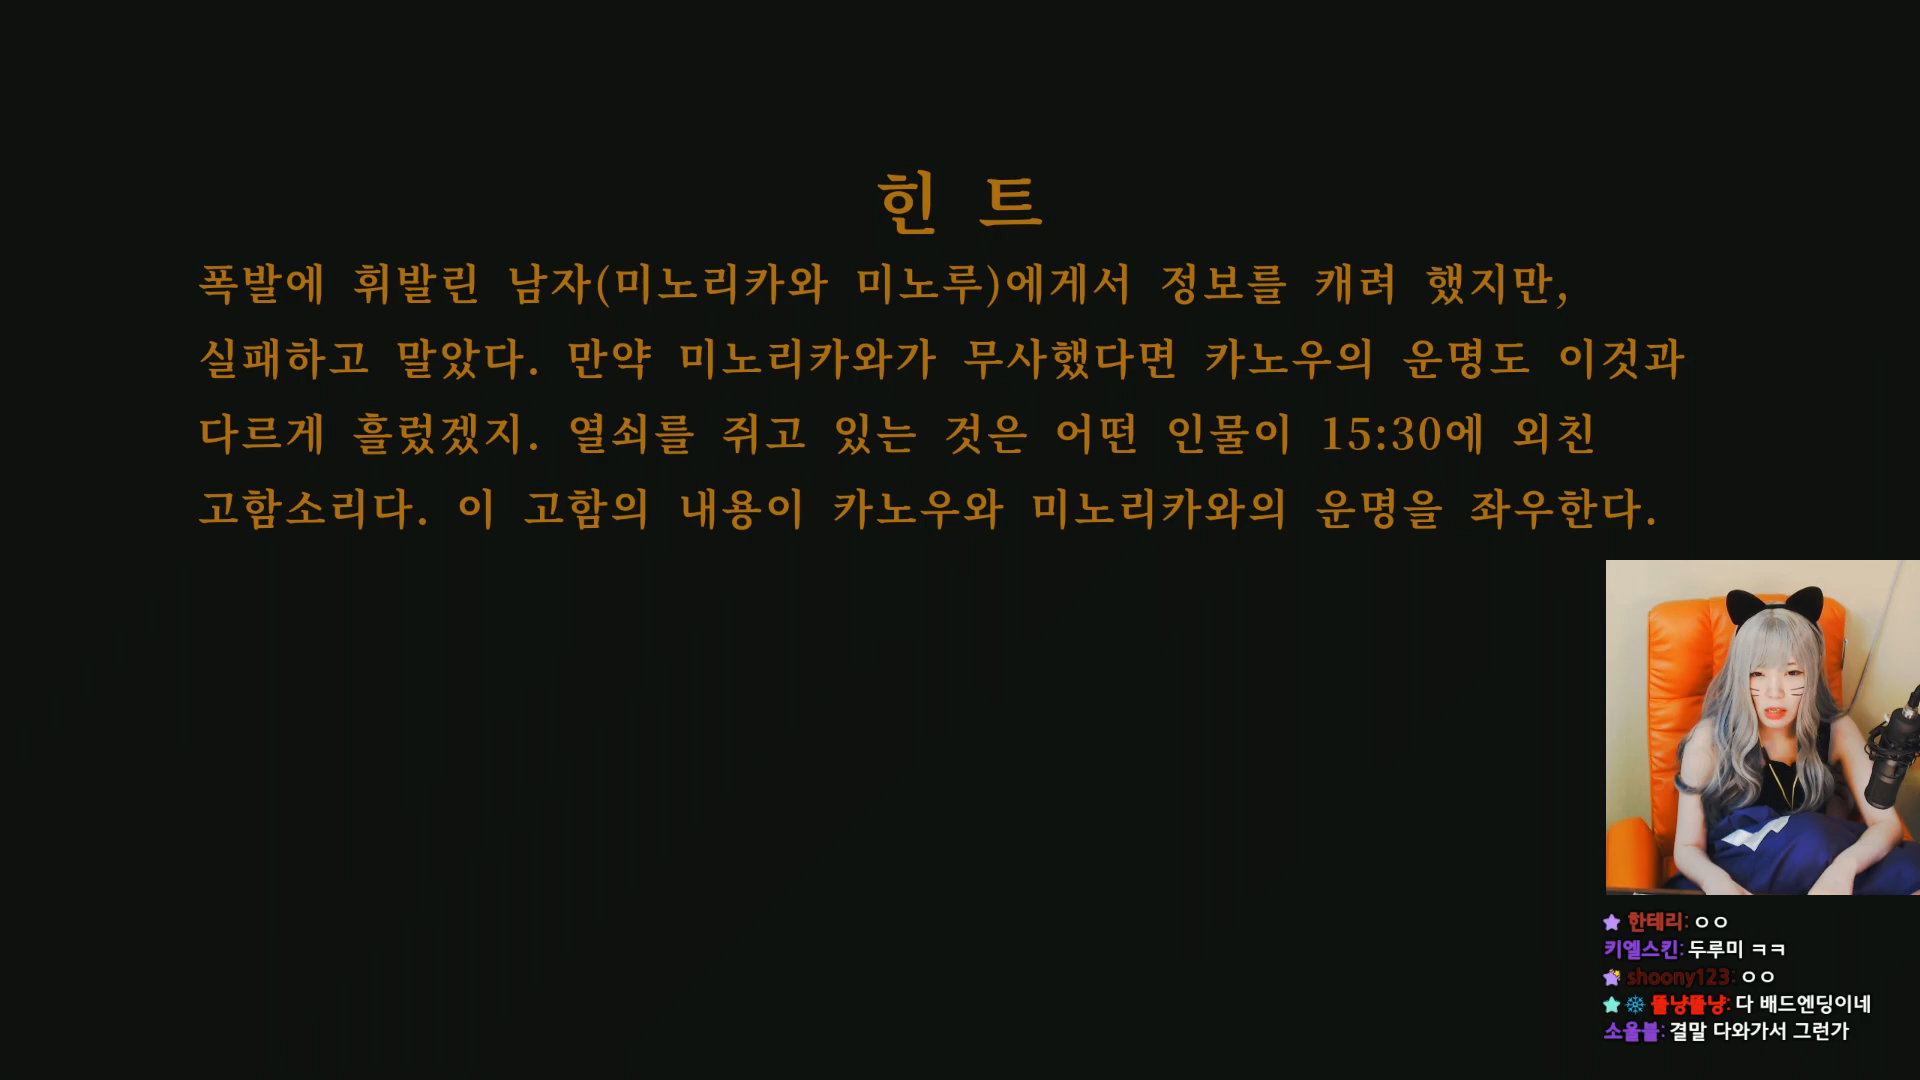 힌 트
폭발에 휘발린 남자(미노리카와 미노루)에게서 정보를 캐려 했지만,
실패하고 말았다. 만약 미노리카와가 무사했다면 카노우의 운명도 이것과
다르게 흘렀겠지. 열쇠를 쥐고 있는 것은 어떤 인물이 15:30에 외친
고함소리다. 이 고함의 내용이 카노우와 미노리카와의 운명을 좌우한다.
한테리: ㅇㅇ
키엘스킨: 두루미 ㅋㅋ
shoony123: ㅇㅇ
뜰냥뜰냥: 다 배드엔딩이네
소울불: 결말 다와가서 그런가